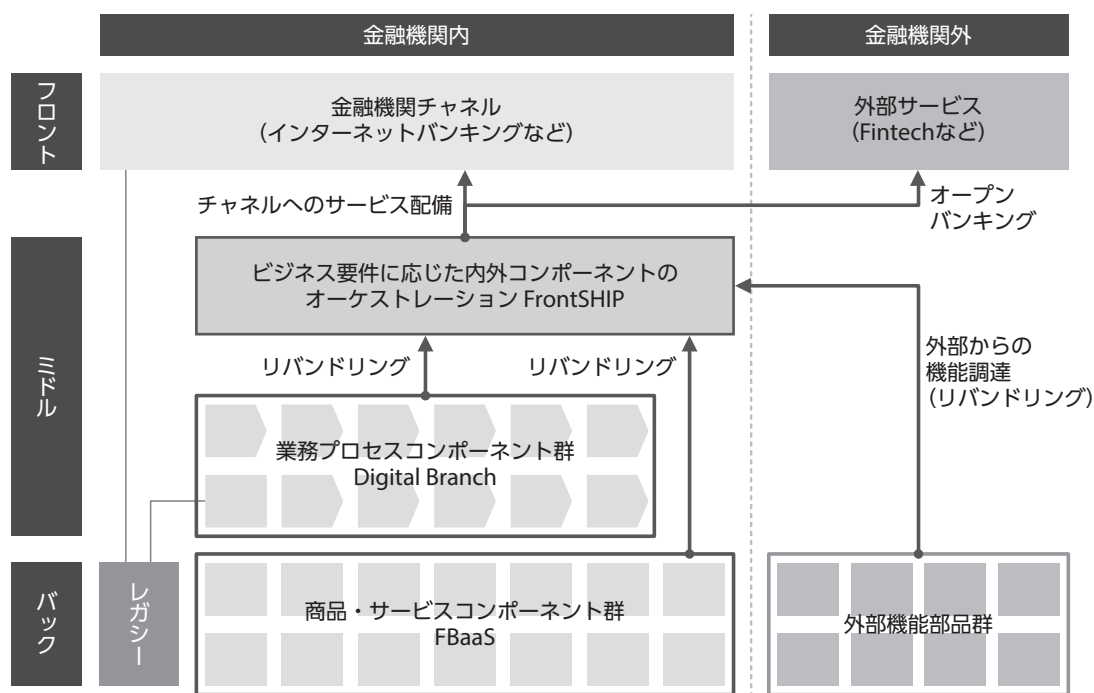 金融機関内
金融機関外
フロント
金融機関チャネル
（インターネットバンキングなど）
外部サービス
（Fintechなど）
チャネルへのサービス配備
オープン
バンキング
ミドル
ビジネス要件に応じた内外コンポーネントの
オーケストレーション FrontSHIP
リバンドリング
リバンドリング
外部からの
機能調達
（リバンドリング）
業務プロセスコンポーネント群
Digital Branch
バック
レガシー
商品・サービスコンポーネント群
FBaaS
外部機能部品群